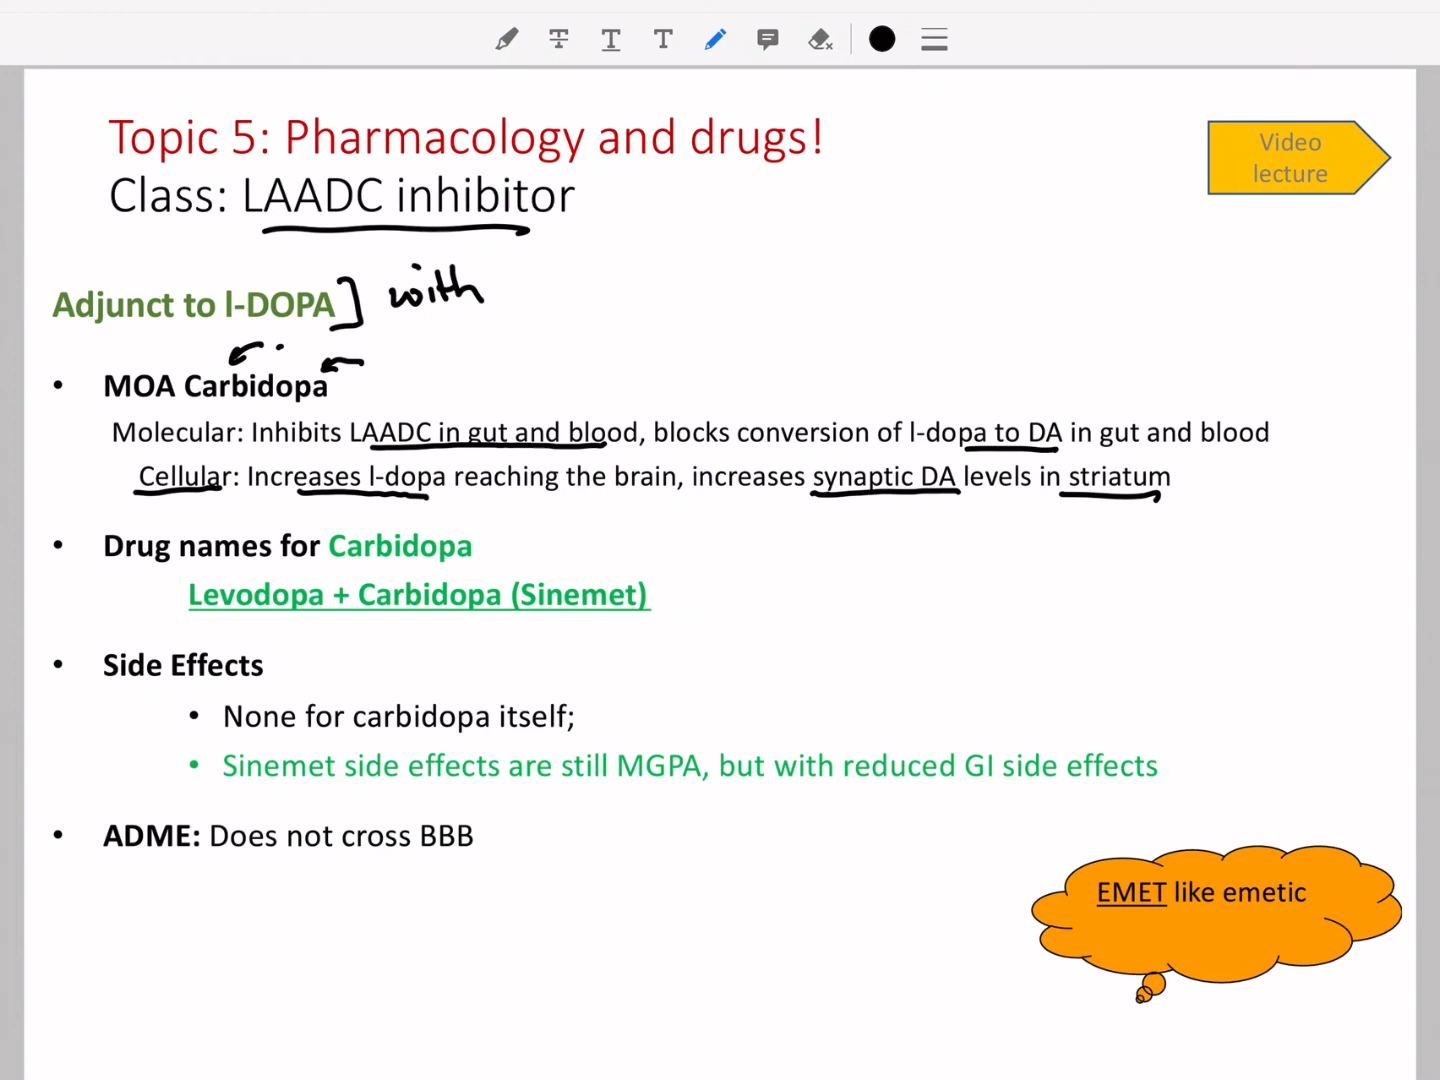 Topic 5: Pharmacology and drugs!
Class: LAADC inhibitor
Video
lecture
Adjunct to l-DOPA] with
• MOA Carbidopa
Molecular: Inhibits LAADC in gut and blood, blocks conversion of l-dopa to DA in gut and blood
Cellular: Increases l-dopa reaching the brain, increases synaptic DA levels in striatum
• Drug names for Carbidopa
Levodopa + Carbidopa (Sinemet)
• Side Effects
• None for carbidopa itself;
• Sinemet side effects are still MGPA, but with reduced GI side effects
• ADME: Does not cross BBB
EMET like emetic